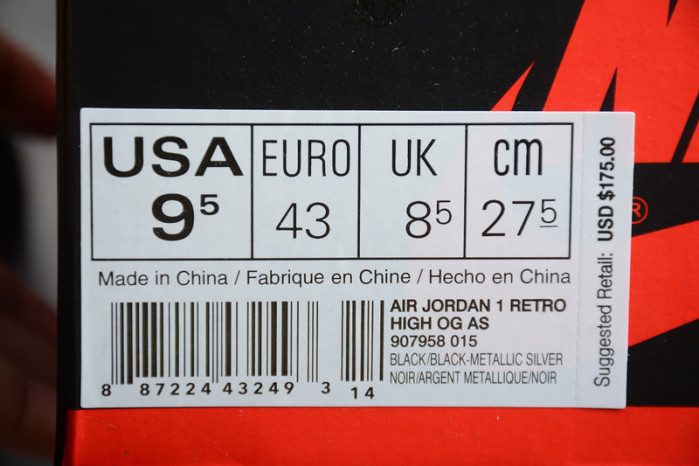 USA EURO UK cm
9⁵ 43 8⁵ 27⁵
Made in China / Fabrique en Chine / Hecho en China
AIR JORDAN 1 RETRO
HIGH OG AS
907958 015
BLACK/BLACK-METALLIC SILVER
NOIR/ARGENT METALLIQUE/NOIR
8 87224 43249 3 14
Suggested Retail: USD $175.00
®